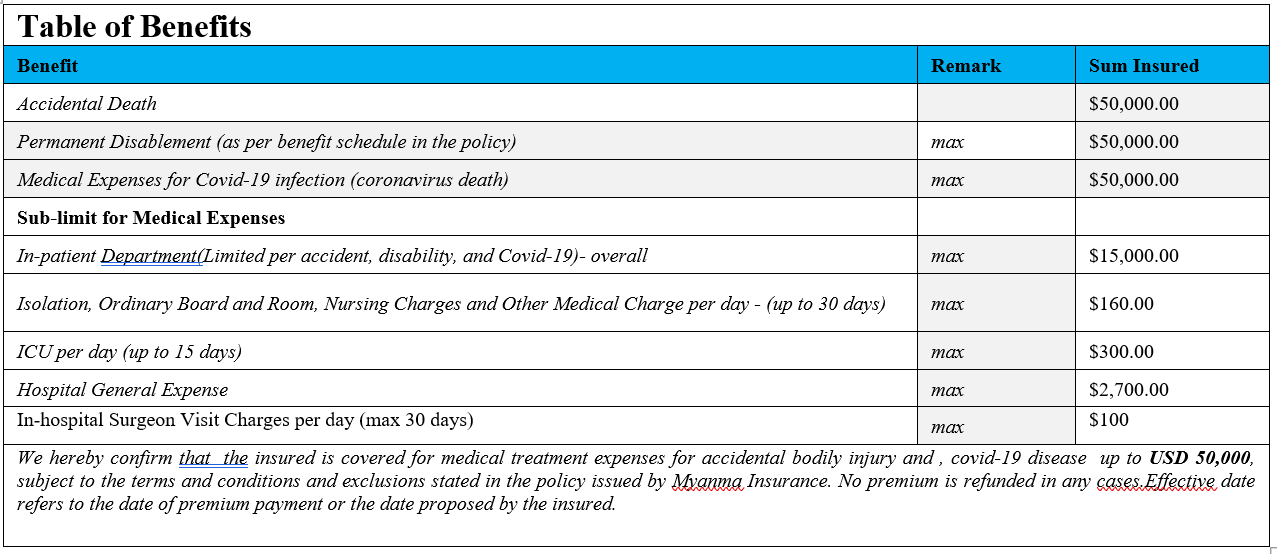 Table of Benefits
Benefit Remark Sum Insured
Accidental Death $50,000.00
Permanent Disablement (as per benefit schedule in the policy) max $50,000.00
Medical Expenses for Covid-19 infection (coronavirus death) max $50,000.00
Sub-limit for Medical Expenses
In-patient Department(Limited per accident, disability, and Covid-19)- overall max $15,000.00
Isolation, Ordinary Board and Room, Nursing Charges and Other Medical Charge per day - (up to 30 days) max $160.00
ICU per day (up to 15 days) max $300.00
Hospital General Expense max $2,700.00
In-hospital Surgeon Visit Charges per day (max 30 days) max $100
We hereby confirm that  the insured is covered for medical treatment expenses for accidental bodily injury and , covid-19 disease  up to USD 50,000,
subject to the terms and conditions and exclusions stated in the policy issued by Myanma Insurance. No premium is refunded in any cases.Effective date
refers to the date of premium payment or the date proposed by the insured.